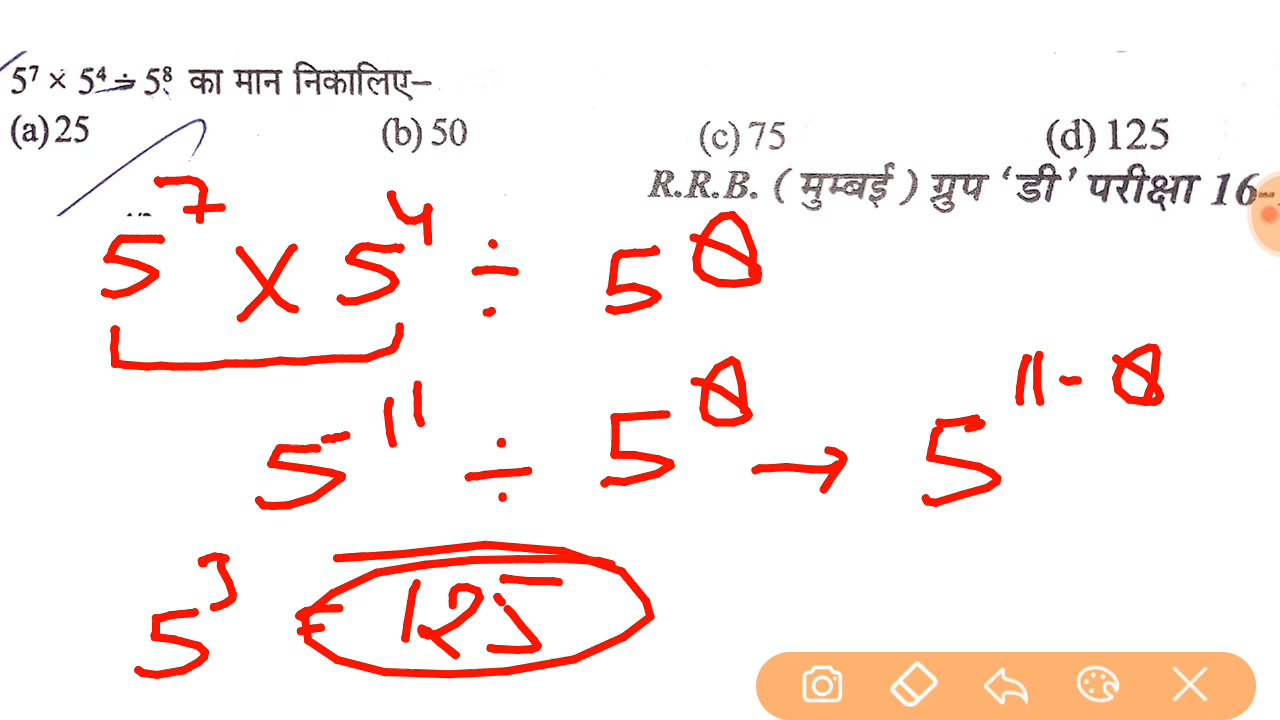 5⁷ × 5⁴ ÷ 5⁸ का मान निकालिए–
(a) 25 (b) 50 (c) 75 (d) 125
R.R.B. ( मुम्बई ) ग्रुप ‘डी’ परीक्षा 16-
5⁷ × 5⁴ ÷ 5⁸
5¹¹ ÷ 5⁸ → 5¹¹⁻⁸
5³ = 125